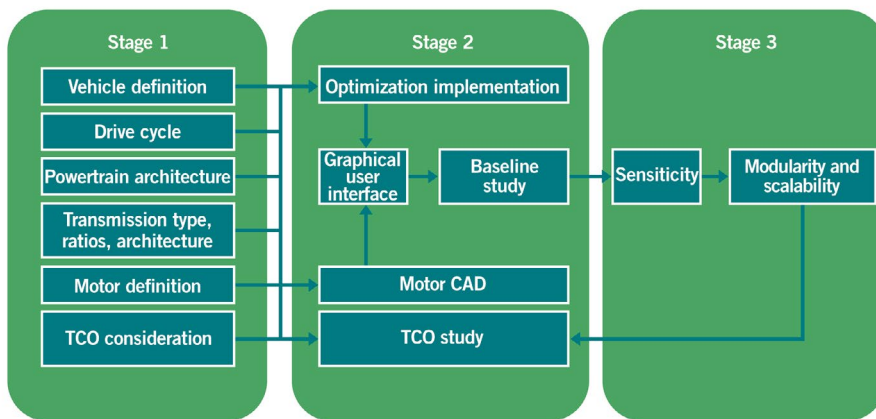 Stage 1
Vehicle definition
Drive cycle
Powertrain architecture
Transmission type,
ratios, architecture
Motor definition
TCO consideration
Stage 2
Optimization implementation
Graphical
user
interface
Baseline
study
Motor CAD
TCO study
Stage 3
Sensiticity
Modularity and
scalability